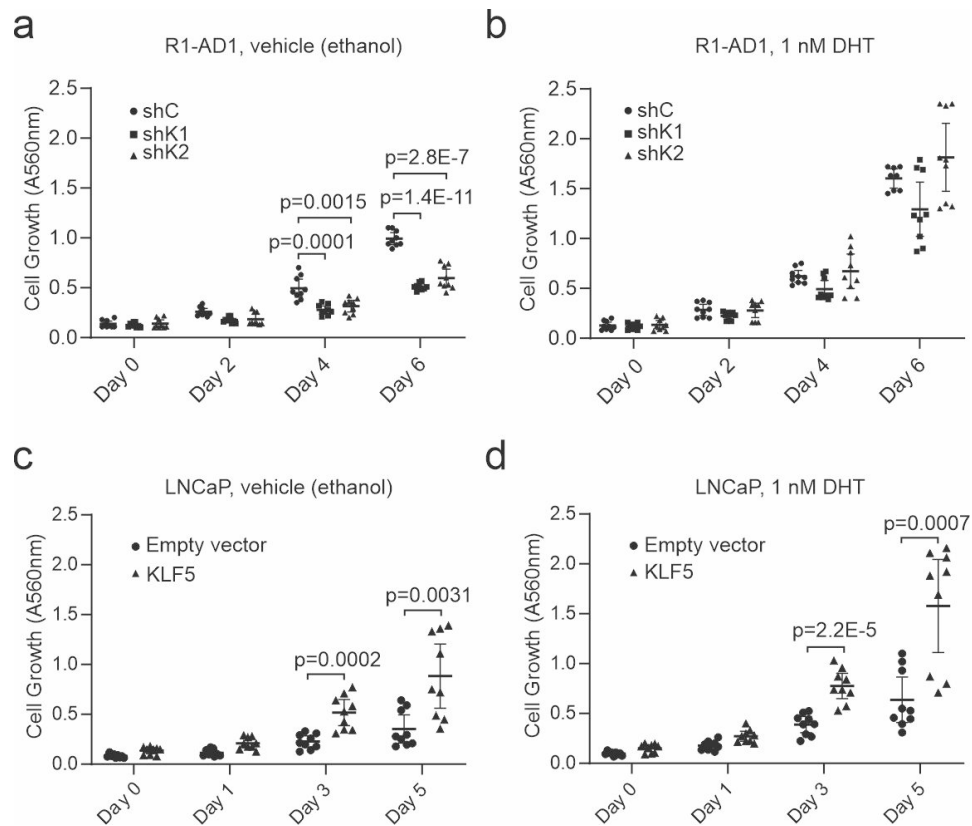 a
R1-AD1, vehicle (ethanol)
Cell Growth (A560nm)
2.5
2.0
1.5
1.0
0.5
0.0
shC
shK1
shK2
p=2.8E-7
p=1.4E-11
p=0.0015
p=0.0001
Day 0
Day 2
Day 4
Day 6
b
R1-AD1, 1 nM DHT
Cell Growth (A560nm)
2.5
2.0
1.5
1.0
0.5
0.0
shC
shK1
shK2
Day 0
Day 2
Day 4
Day 6
c
LNCaP, vehicle (ethanol)
Cell Growth (A560nm)
2.5
2.0
1.5
1.0
0.5
0.0
Empty vector
KLF5
p=0.0002
p=0.0031
Day 0
Day 1
Day 3
Day 5
d
LNCaP, 1 nM DHT
Cell Growth (A560nm)
2.5
2.0
1.5
1.0
0.5
0.0
Empty vector
KLF5
p=0.0007
p=2.2E-5
Day 0
Day 1
Day 3
Day 5